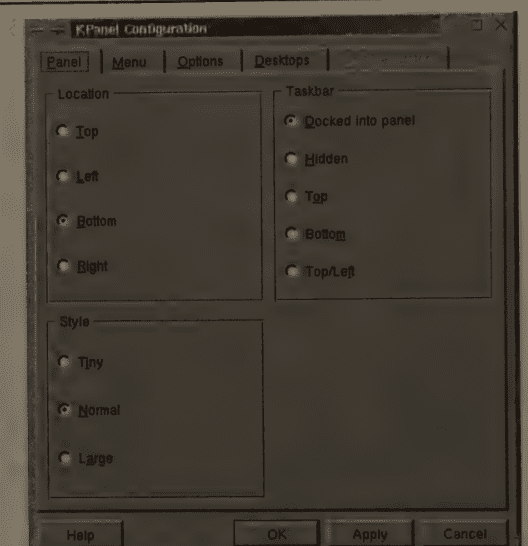 KPanel Configuration
Panel Menu Options Desktops
Location
Top
Left
Bottom
Right
Taskbar
Docked into panel
Hidden
Top
Bottom
Top/Left
Style
Tiny
Normal
Large
Help OK Apply Cancel